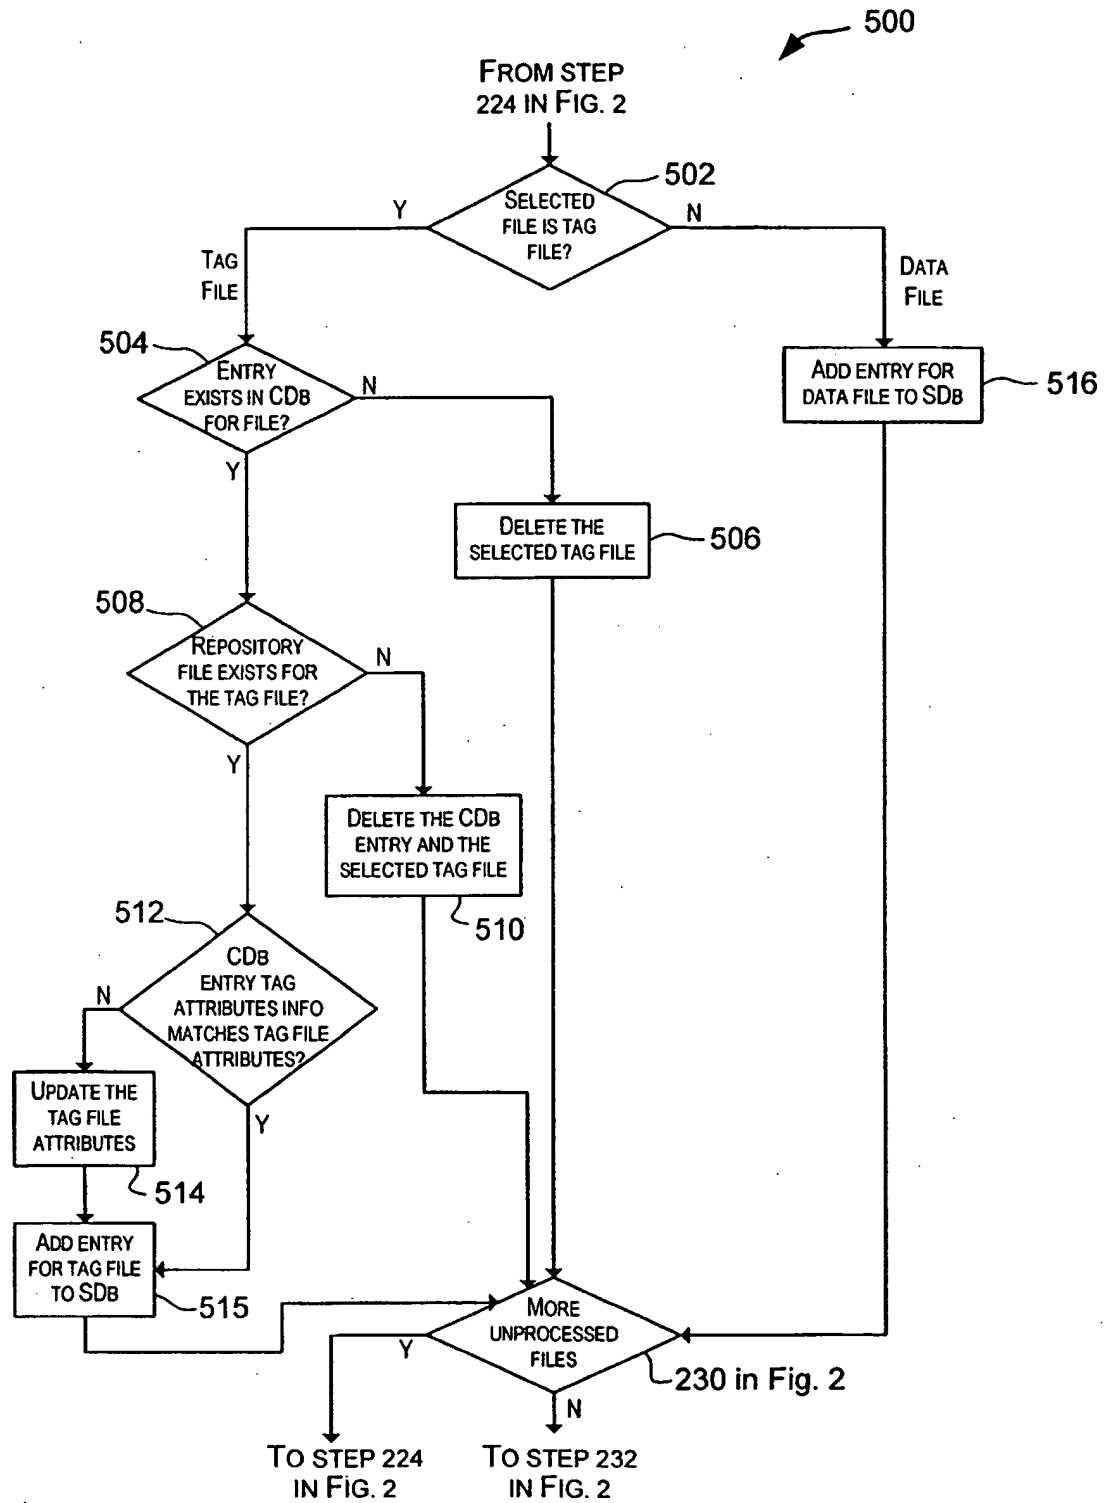 500
FROM STEP
224 IN FIG. 2
502
SELECTED
FILE IS TAG
FILE?
Y
N
TAG
FILE
DATA
FILE
504
ENTRY
EXISTS IN CDB
FOR FILE?
N
Y
ADD ENTRY FOR
DATA FILE TO SDB
516
DELETE THE
SELECTED TAG FILE
506
508
REPOSITORY
FILE EXISTS FOR
THE TAG FILE?
N
Y
DELETE THE CDB
ENTRY AND THE
SELECTED TAG FILE
510
512
CDB
ENTRY TAG
ATTRIBUTES INFO
MATCHES TAG FILE
ATTRIBUTES?
N
Y
UPDATE THE
TAG FILE
ATTRIBUTES
514
ADD ENTRY
FOR TAG FILE
TO SDB
515
MORE
UNPROCESSED
FILES
Y
230 in Fig. 2
N
TO STEP 224
IN FIG. 2
TO STEP 232
IN FIG. 2